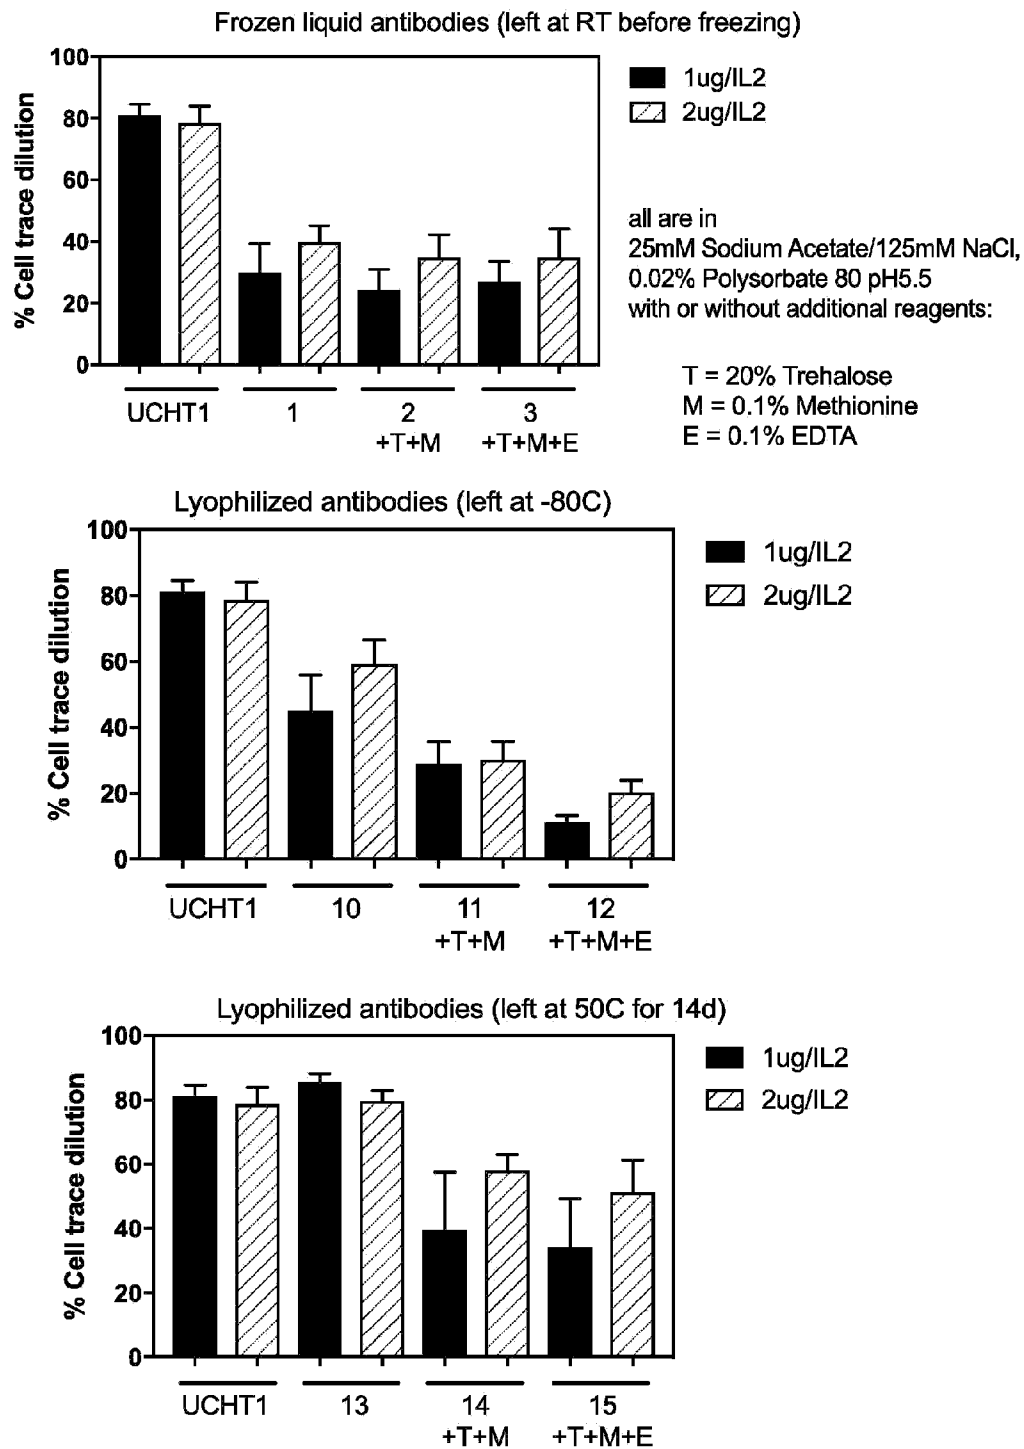 Frozen liquid antibodies (left at RT before freezing)
% Cell trace dilution
100
80
60
40
20
0
UCHT1
1
2
3
+T+M
+T+M+E
1ug/IL2
2ug/IL2
all are in
25mM Sodium Acetate/125mM NaCl,
0.02% Polysorbate 80 pH5.5
with or without additional reagents:
T = 20% Trehalose
M = 0.1% Methionine
E = 0.1% EDTA
Lyophilized antibodies (left at -80C)
% Cell trace dilution
100
80
60
40
20
0
UCHT1
10
11
12
+T+M
+T+M+E
1ug/IL2
2ug/IL2
Lyophilized antibodies (left at 50C for 14d)
% Cell trace dilution
100
80
60
40
20
0
UCHT1
13
14
15
+T+M
+T+M+E
1ug/IL2
2ug/IL2